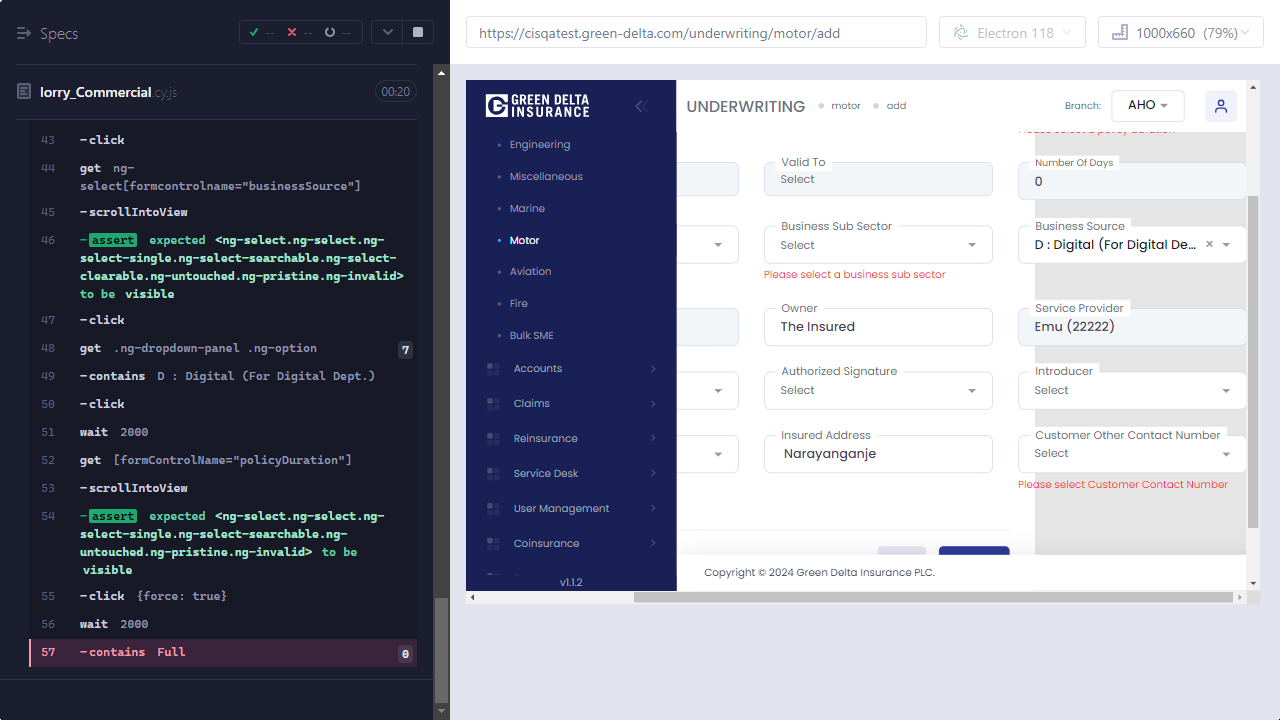 Specs
-- -- --
lorry_Commercial.cy.js 00:20
43 -click
44 get ng-
select[formcontrolname="businessSource"]
45 -scrollIntoView
46 -assert expected <ng-select.ng-select.ng-
select-single.ng-select-searchable.ng-select-
clearable.ng-untouched.ng-pristine.ng-invalid>
to be visible
47 -click
48 get .ng-dropdown-panel .ng-option 7
49 -contains D : Digital (For Digital Dept.)
50 -click
51 wait 2000
52 get [formControlName="policyDuration"]
53 -scrollIntoView
54 -assert expected <ng-select.ng-select.ng-
select-single.ng-select-searchable.ng-
untouched.ng-pristine.ng-invalid> to be
visible
55 -click {force: true}
56 wait 2000
57 -contains Full 0
https://cisqatest.green-delta.com/underwriting/motor/add
Electron 118
1000x660 (79%)
GREEN DELTA
INSURANCE
Engineering
Miscellaneous
Marine
Motor
Aviation
Fire
Bulk SME
Accounts
Claims
Reinsurance
Service Desk
User Management
Coinsurance
v1.1.2
UNDERWRITING motor add
Branch: AHO
Please select a policy duration
Valid To
Select
Number Of Days
0
Business Sub Sector
Select
Please select a business sub sector
Business Source
D : Digital (For Digital De... ×
Owner
The Insured
Service Provider
Emu (22222)
Authorized Signature
Select
Introducer
Select
Insured Address
Narayanganje
Customer Other Contact Number
Select
Please select Customer Contact Number
Copyright © 2024 Green Delta Insurance PLC.